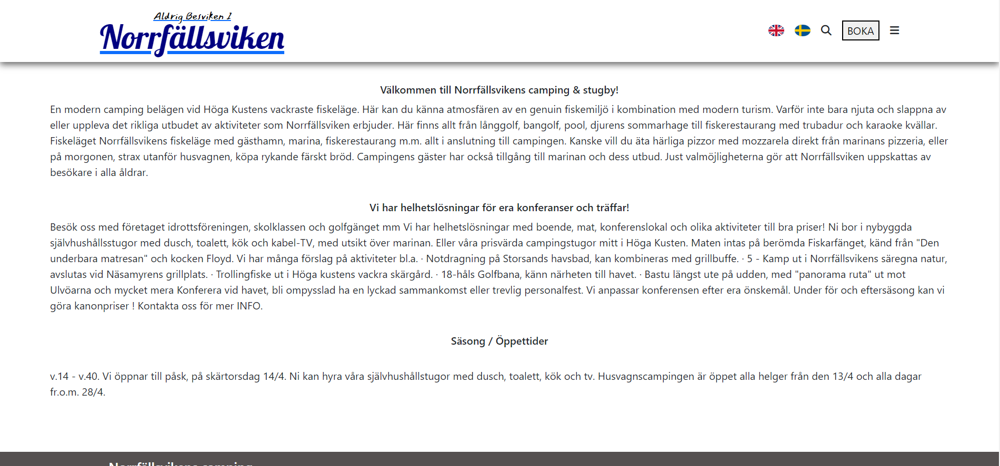 Aldrig Besviken I
Norrfällsviken
BOKA
Välkommen till Norrfällsvikens camping & stugby!
En modern camping belägen vid Höga Kustens vackraste fiskeläge. Här kan du känna atmosfären av en genuin fiskemiljö i kombination med modern turism. Varför inte bara njuta och slappna av
eller uppleva det rikliga utbudet av aktiviteter som Norrfällsviken erbjuder. Här finns allt från långgolf, bangolf, pool, djurens sommarhage till fiskerestaurang med trubadur och karaoke kvällar.
Fiskeläget Norrfällsvikens fiskeläge med gästhamn, marina, fiskerestaurang m.m. allt i anslutning till campingen. Kanske vill du äta härliga pizzor med mozzarela direkt från marinans pizzeria, eller
på morgonen, strax utanför husvagnen, köpa rykande färskt bröd. Campingens gäster har också tillgång till marinan och dess utbud. Just valmöjligheterna gör att Norrfällsviken uppskattas av
besökare i alla åldrar.
Vi har helhetslösningar för era konferanser och träffar!
Besök oss med företaget idrottsföreningen, skolklassen och golfgänget mm Vi har helhetslösningar med boende, mat, konferenslokal och olika aktiviteter till bra priser! Ni bor i nybyggda
självhushållsstugor med dusch, toalett, kök och kabel-TV, med utsikt över marinan. Eller våra prisvärda campingstugor mitt i Höga Kusten. Maten intas på berömda Fiskarfänget, känd från "Den
underbara matresan" och kocken Floyd. Vi har många förslag på aktiviteter bl.a. · Notdragning på Storsands havsbad, kan kombineras med grillbuffe. · 5 - Kamp ut i Norrfällsvikens säregna natur,
avslutas vid Näsamyrens grillplats. · Trollingfiske ut i Höga kustens vackra skärgård. · 18-håls Golfbana, känn närheten till havet. · Bastu längst ute på udden, med "panorama ruta" ut mot
Ulvöarna och mycket mera Konferera vid havet, bli ompysslad ha en lyckad sammankomst eller trevlig personalfest. Vi anpassar konferensen efter era önskemål. Under för och eftersäsong kan vi
göra kanonpriser ! Kontakta oss för mer INFO.
Säsong / Öppettider
v.14 - v.40. Vi öppnar till påsk, på skärtorsdag 14/4. Ni kan hyra våra självhushållstugor med dusch, toalett, kök och tv. Husvagnscampingen är öppet alla helger från den 13/4 och alla dagar
fr.o.m. 28/4.
Norrfällsvikens camping